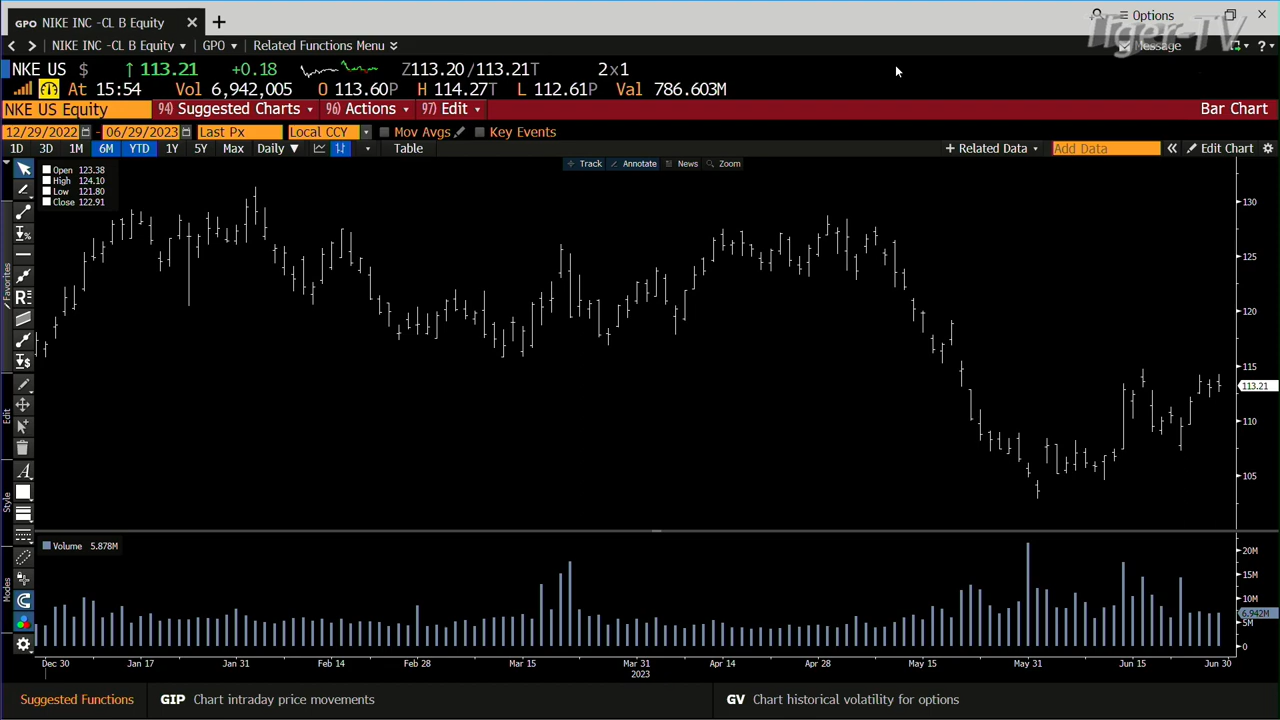 GPO NIKE INC -CL B Equity × +
Tiger-TV
Options
NIKE INC -CL B Equity GPO Related Functions Menu Message ?
NKE US $ ↑ 113.21 +0.18 Z113.20/113.21T 2x1
At 15:54 Vol 6,942,005 O 113.60P H 114.27T L 112.61P Val 786.603M
NKE US Equity 94) Suggested Charts 96) Actions 97) Edit Bar Chart
12/29/2022 - 06/29/2023 Last Px Local CCY Mov Avgs Key Events
1D 3D 1M 6M YTD 1Y 5Y Max Daily ▼ Table + Related Data Add Data « Edit Chart
Track Annotate News Zoom
Open 123.38
High 124.10
Low 121.80
Close 122.91
130
125
120
115
113.21
110
105
Favorites
Edit
Style
Modes
Volume 5.878M
20M
15M
10M
6.942M
5M
0
Dec 30 Jan 17 Jan 31 Feb 14 Feb 28 Mar 15 Mar 31 Apr 14 Apr 28 May 15 May 31 Jun 15 Jun 30
2023
Suggested Functions GIP Chart intraday price movements GV Chart historical volatility for options